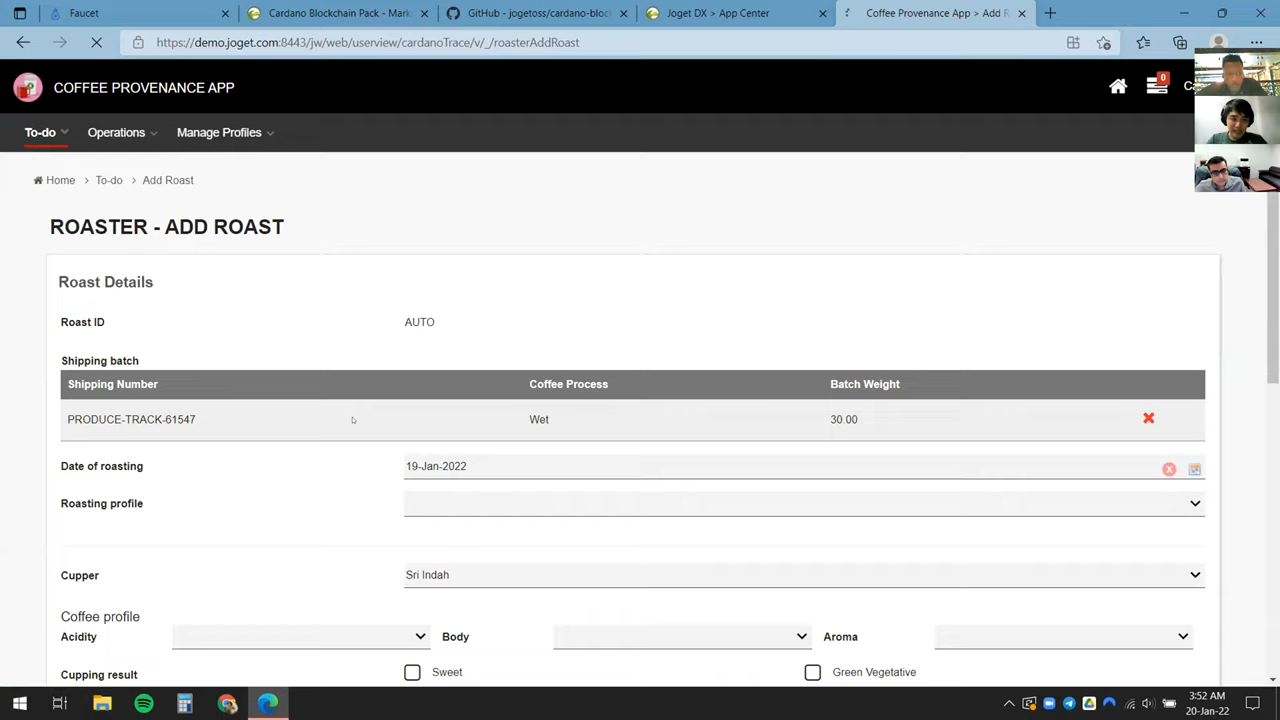 Faucet
Cardano Blockchain Pack - Mark
GitHub - jogetoss/cardano-bloc
Joget DX > App Center
Coffee Provenance App > Add R
https://demo.joget.com:8443/jw/web/userview/cardanoTrace/v/_/roasterAddRoast
COFFEE PROVENANCE APP
0
To-do
Operations
Manage Profiles
Home > To-do > Add Roast
ROASTER - ADD ROAST
Roast Details
Roast ID AUTO
Shipping batch
Shipping Number Coffee Process Batch Weight
PRODUCE-TRACK-61547 Wet 30.00
Date of roasting 19-Jan-2022
Roasting profile
Cupper Sri Indah
Coffee profile
Acidity Body Aroma
Cupping result Sweet Green Vegetative
3:52 AM
20-Jan-22